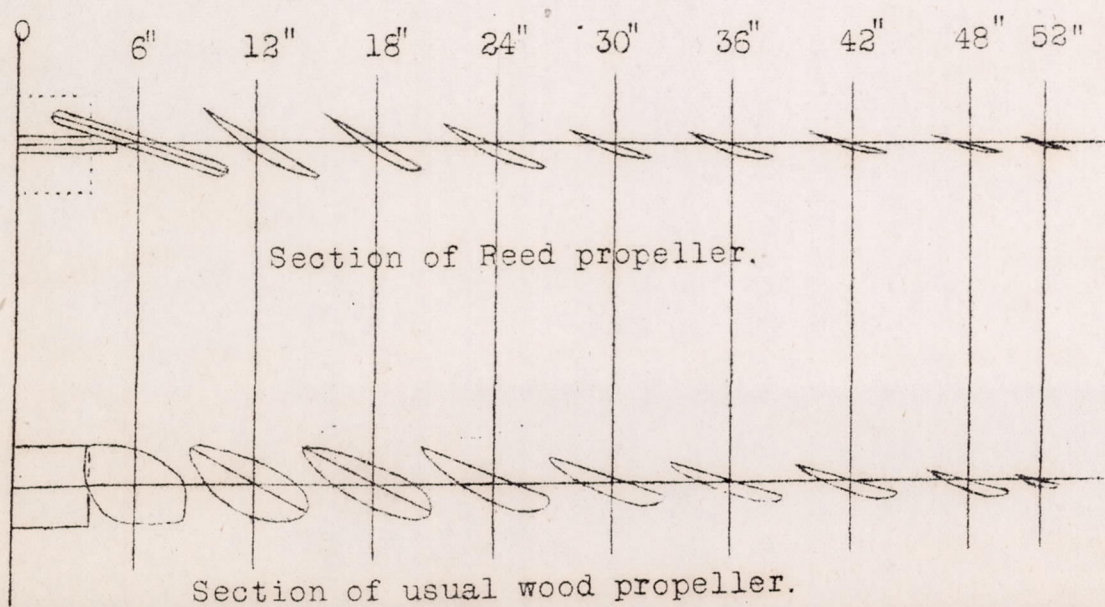 0 6" 12" 18" 24" 30" 36" 42" 48" 52"
Section of Reed propeller.
Section of usual wood propeller.